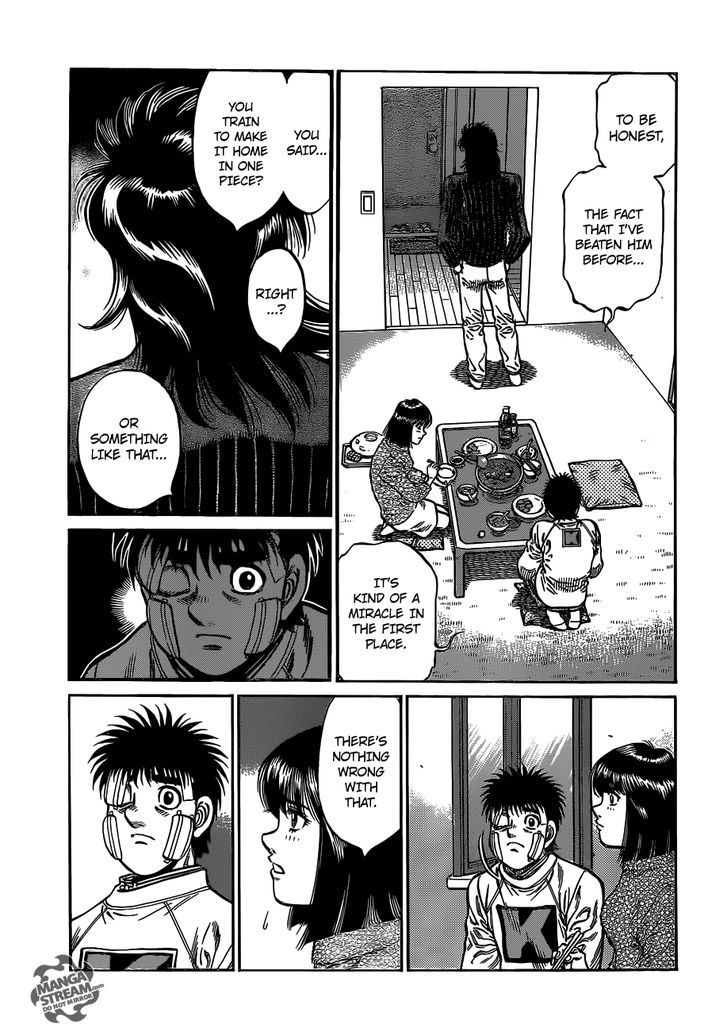 TO BE
HONEST,
THE FACT
THAT I'VE
BEATEN HIM
BEFORE...
IT'S
KIND OF A
MIRACLE IN
THE FIRST
PLACE.
YOU
SAID...
YOU
TRAIN
TO MAKE
IT HOME
IN ONE
PIECE?
RIGHT
...?
OR
SOMETHING
LIKE THAT...
THERE'S
NOTHING
WRONG
WITH
THAT.
K
K
MANGA
STREAM.COM
DO NOT MIRROR